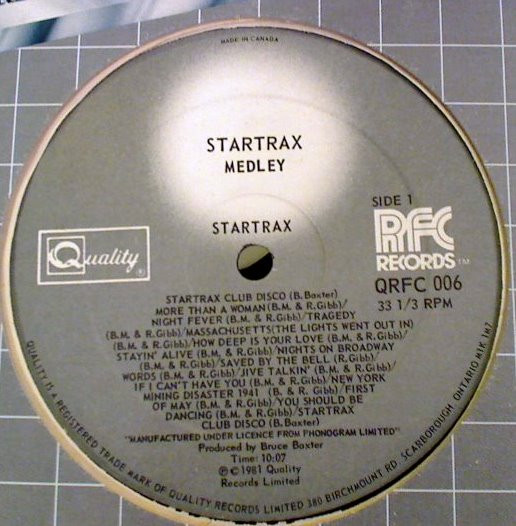 MADE IN CANADA
STARTRAX
MEDLEY
STARTRAX
SIDE 1
Quality®
RFC
RECORDS™
QRFC 006
33 1/3 RPM
STARTRAX CLUB DISCO (B. Baxter)
MORE THAN A WOMAN (B.M. & R.Gibb)/
NIGHT FEVER (B.M. & R.Gibb)/TRAGEDY
(B.M. & R.Gibb)/MASSACHUSETTS(THE LIGHTS WENT OUT IN)
(B.M. & R.Gibb)/HOW DEEP IS YOUR LOVE (B.M. & R.Gibb)/
STAYIN' ALIVE (B.M. & R.Gibb)/NIGHTS ON BROADWAY
(B.M. & R.Gibb)/SAVED BY THE BELL (R.Gibb)/
WORDS (B.M. & R.Gibb)/JIVE TALKIN' (B.M. & R.Gibb)/
IF I CAN'T HAVE YOU (B.M. & R.Gibb)/NEW YORK
MINING DISASTER 1941 (B. & R.Gibb)/FIRST
OF MAY (B.M. & R.Gibb)/YOU SHOULD BE
DANCING (B.M. & R.Gibb)/STARTRAX
CLUB DISCO (B. Baxter)
"MANUFACTURED UNDER LICENCE FROM PHONOGRAM LIMITED"
Produced by Bruce Baxter
Time: 10:07
℗©1981 Quality
Records Limited
QUALITY IS A REGISTERED TRADE MARK OF QUALITY RECORDS LIMITED 380 BIRCHMOUNT RD. SCARBOROUGH, ONTARIO M1K 1M7